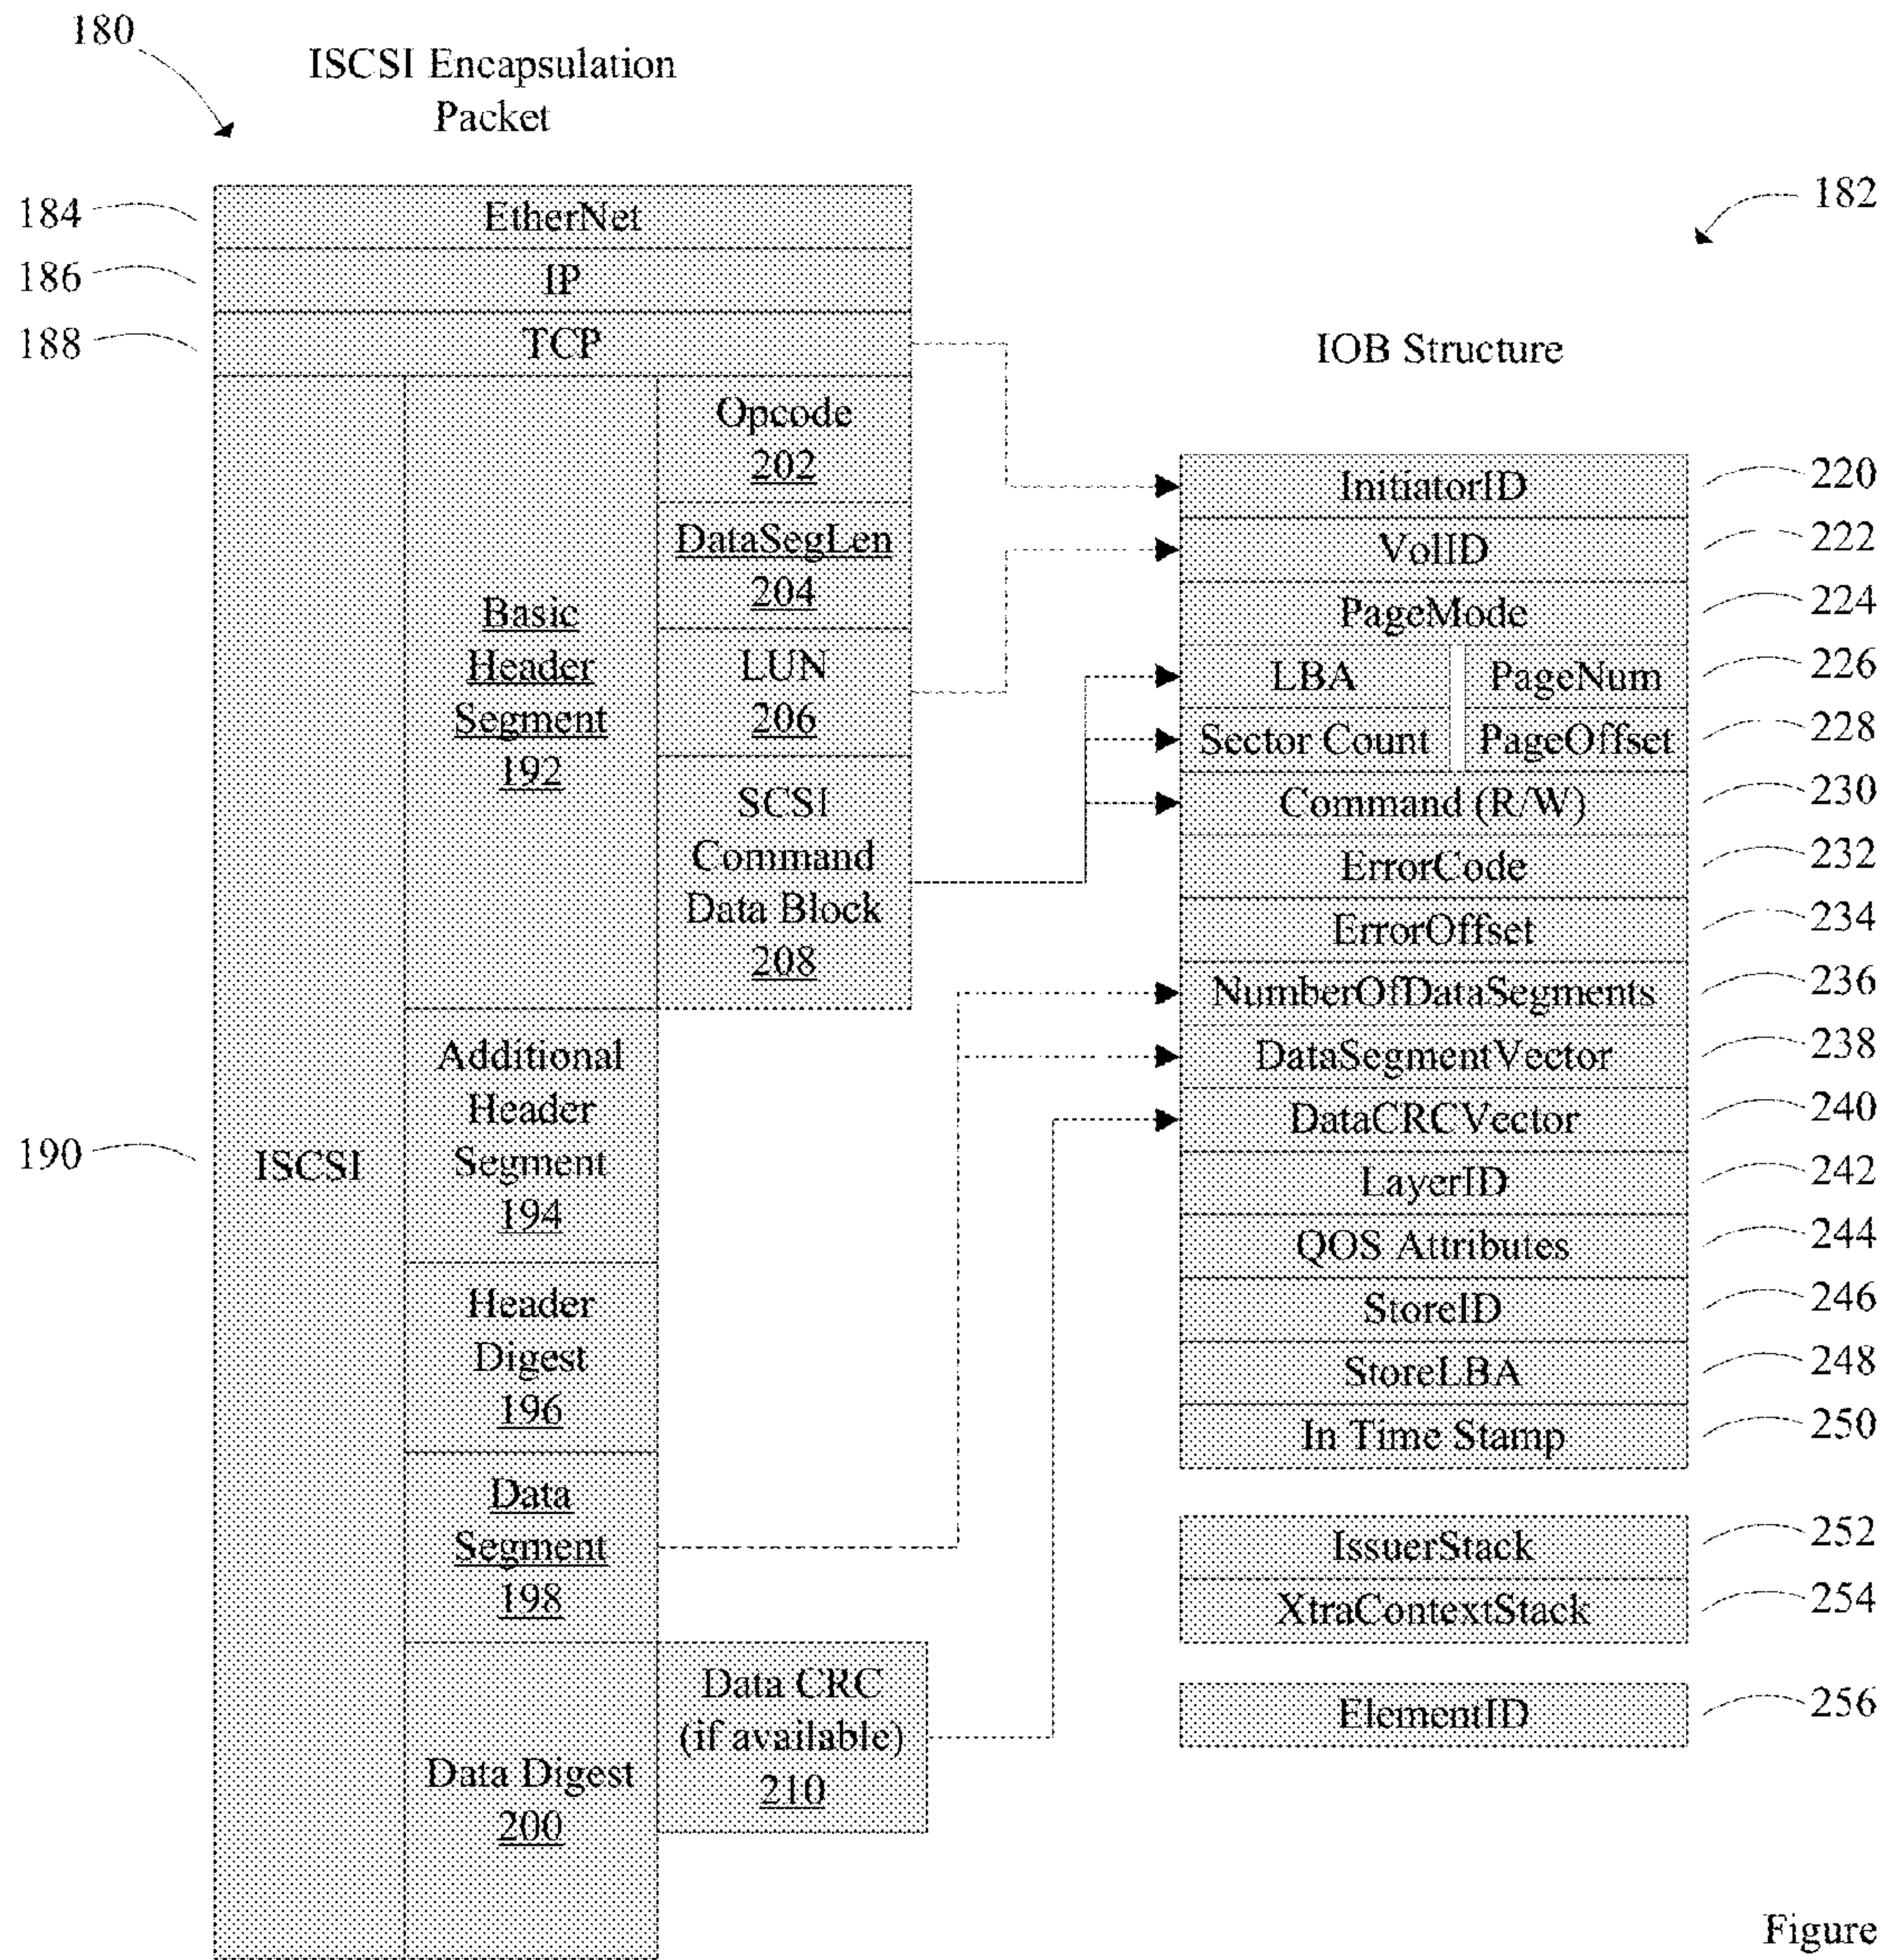 180
ISCSI Encapsulation
Packet
182
184
EtherNet
186
IP
188
TCP
IOB Structure
190
ISCSI
Basic
Header
Segment
192
Opcode
202
DataSegLen
204
LUN
206
SCSI
Command
Data Block
208
Additional
Header
Segment
194
Header
Digest
196
Data
Segment
198
Data Digest
200
Data CRC
(if available)
210
InitiatorID
220
VolID
222
PageMode
224
LBA
PageNum
226
Sector Count
PageOffset
228
Command (R/W)
230
ErrorCode
232
ErrorOffset
234
NumberOfDataSegments
236
DataSegmentVector
238
DataCRCVector
240
LayerID
242
QOS Attributes
244
StoreID
246
StoreLBA
248
In Time Stamp
250
IssuerStack
252
XtraContextStack
254
ElementID
256
Figure